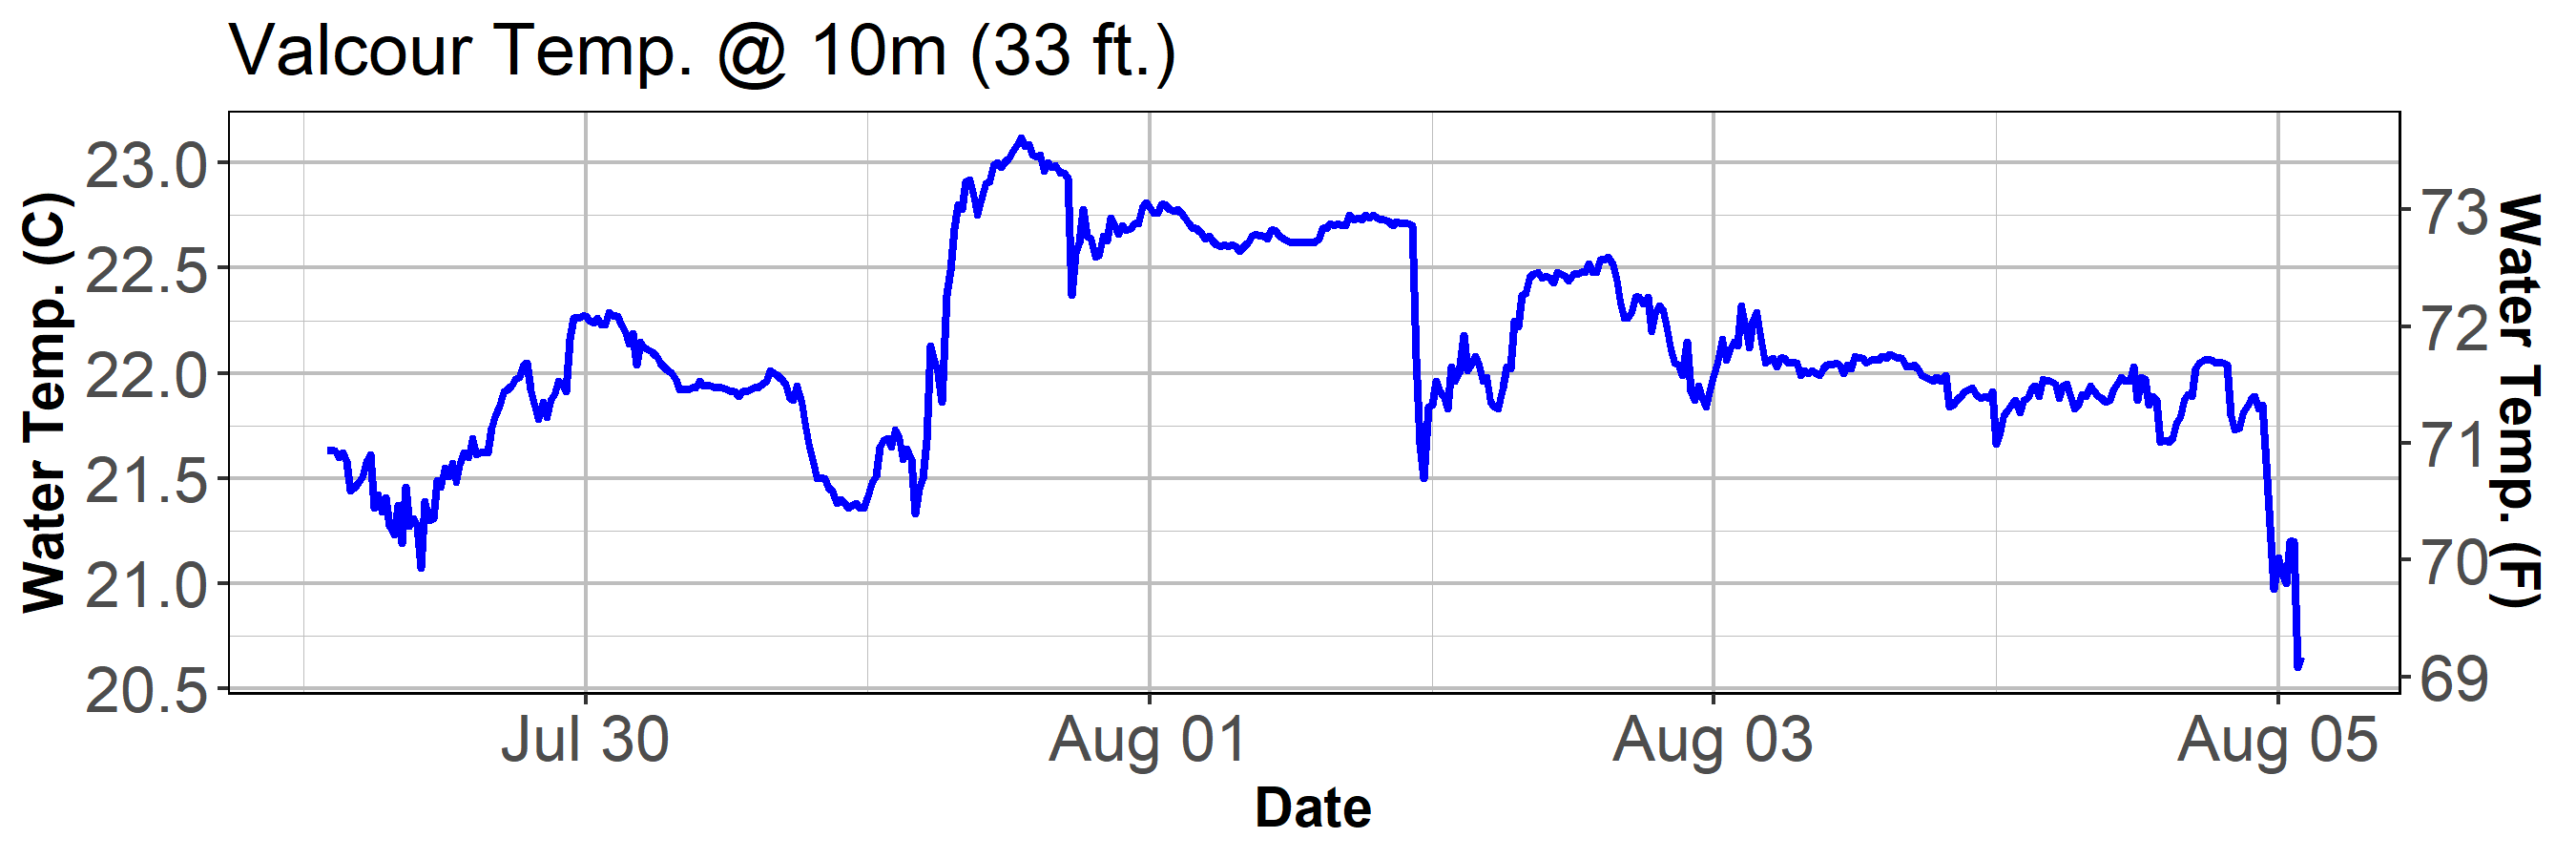 Valcour Temp. @ 10m (33 ft.)
Water Temp. (C)
23.0
22.5
22.0
21.5
21.0
20.5
73
72
71
70
69
Water Temp. (F)
Jul 30
Aug 01
Aug 03
Aug 05
Date